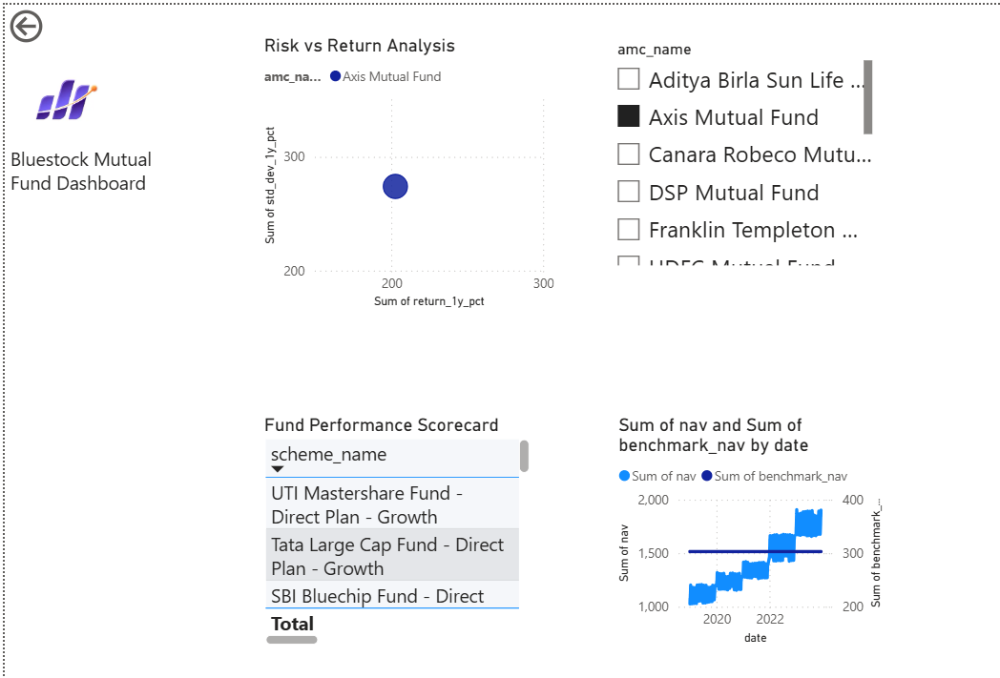 Bluestock Mutual
Fund Dashboard
Risk vs Return Analysis
amc_na... Axis Mutual Fund
Sum of std_dev_1y_pct
300
200
200 300
Sum of return_1y_pct
amc_name
Aditya Birla Sun Life ...
Axis Mutual Fund
Canara Robeco Mutu...
DSP Mutual Fund
Franklin Templeton ...
HDFC Mutual Fund
Fund Performance Scorecard
scheme_name
UTI Mastershare Fund -
Direct Plan - Growth
Tata Large Cap Fund - Direct
Plan - Growth
SBI Bluechip Fund - Direct
Total
Sum of nav and Sum of
benchmark_nav by date
Sum of nav Sum of benchmark_nav
Sum of nav
2,000
1,500
1,000
400
300
200
Sum of benchmark_...
2020 2022
date